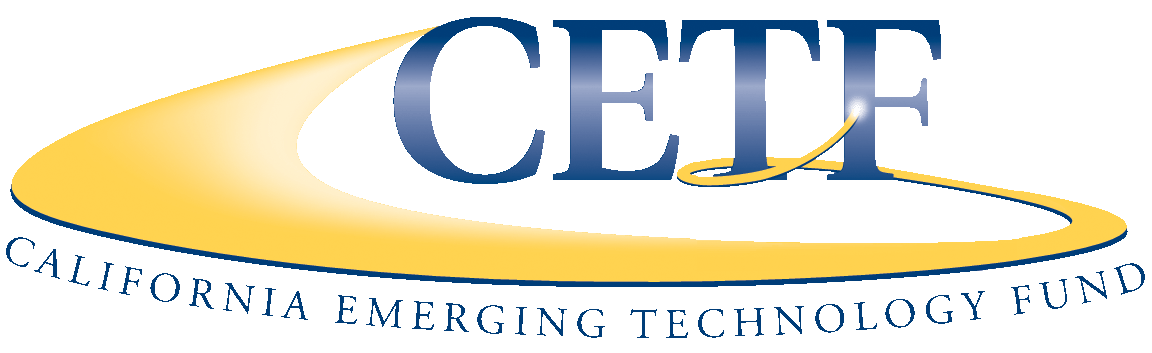 CETF
CALIFORNIA EMERGING TECHNOLOGY FUND